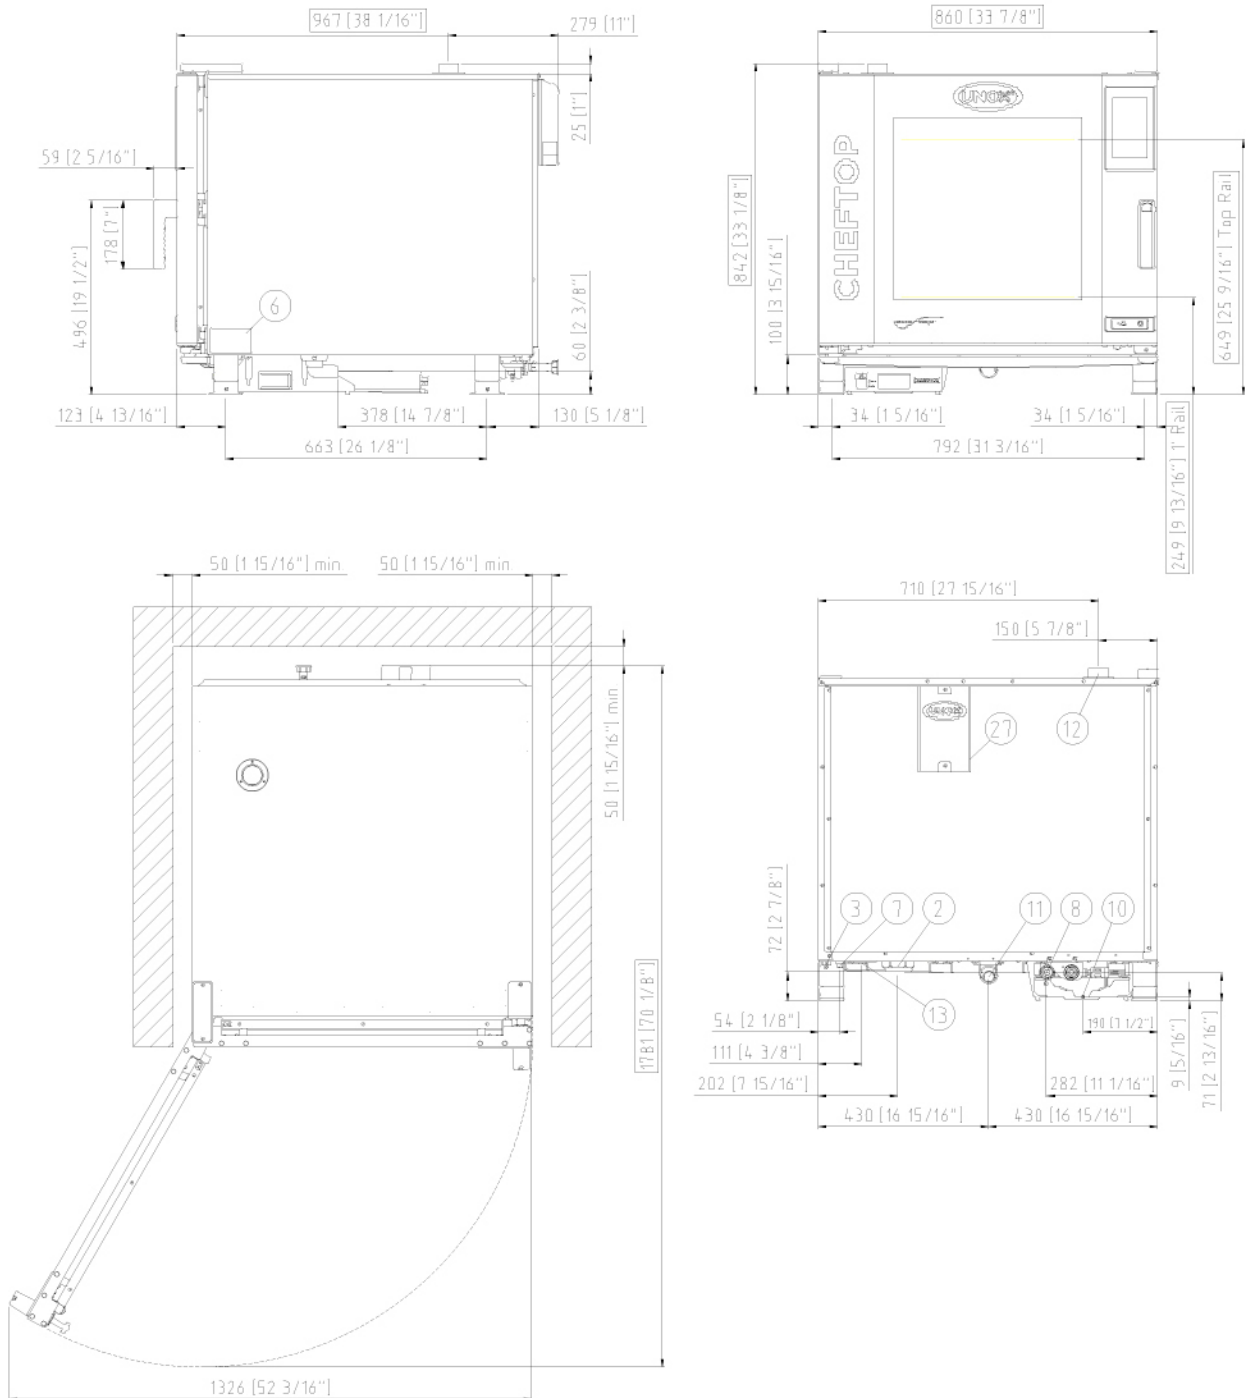 967 [38 1/16"]
279 [11"]
25 [1"]
59 [2 5/16"]
178 [7"]
496 [19 1/2"]
6
60 [2 3/8"]
123 [4 13/16"]
378 [14 7/8"]
130 [5 1/8"]
663 [26 1/8"]
860 [33 7/8"]
UNOX
CHEFTOP
842 [33 1/8"]
100 [3 15/16"]
649 [25 9/16"] Top Rail
34 [1 5/16"]
34 [1 5/16"]
792 [31 3/16"]
249 [9 13/16"] 1' Rail
50 [1 15/16"] min
50 [1 15/16"] min
50 [1 15/16"] min
1781 [70 1/8"]
1326 [52 3/16"]
710 [27 15/16"]
150 [5 7/8"]
UNOX
27
12
72 [2 7/8"]
3
7
2
11
8
10
13
54 [2 1/8"]
190 [7 1/2"]
111 [4 3/8"]
9 [5/16"]
71 [2 13/16"]
202 [7 15/16"]
282 [11 1/16"]
430 [16 15/16"]
430 [16 15/16"]